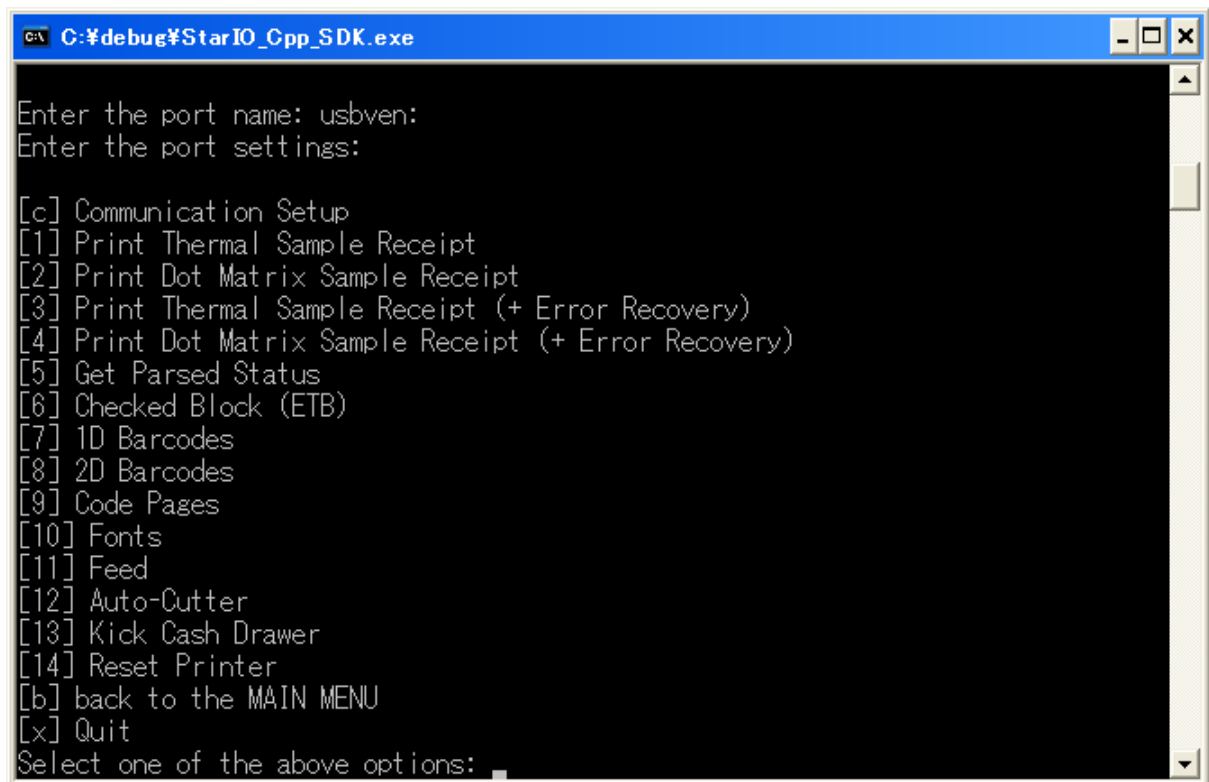 C:¥debug¥StarIO_Cpp_SDK.exe
Enter the port name: usbven:
Enter the port settings:
[c] Communication Setup
[1] Print Thermal Sample Receipt
[2] Print Dot Matrix Sample Receipt
[3] Print Thermal Sample Receipt (+ Error Recovery)
[4] Print Dot Matrix Sample Receipt (+ Error Recovery)
[5] Get Parsed Status
[6] Checked Block (ETB)
[7] 1D Barcodes
[8] 2D Barcodes
[9] Code Pages
[10] Fonts
[11] Feed
[12] Auto-Cutter
[13] Kick Cash Drawer
[14] Reset Printer
[b] back to the MAIN MENU
[x] Quit
Select one of the above options: